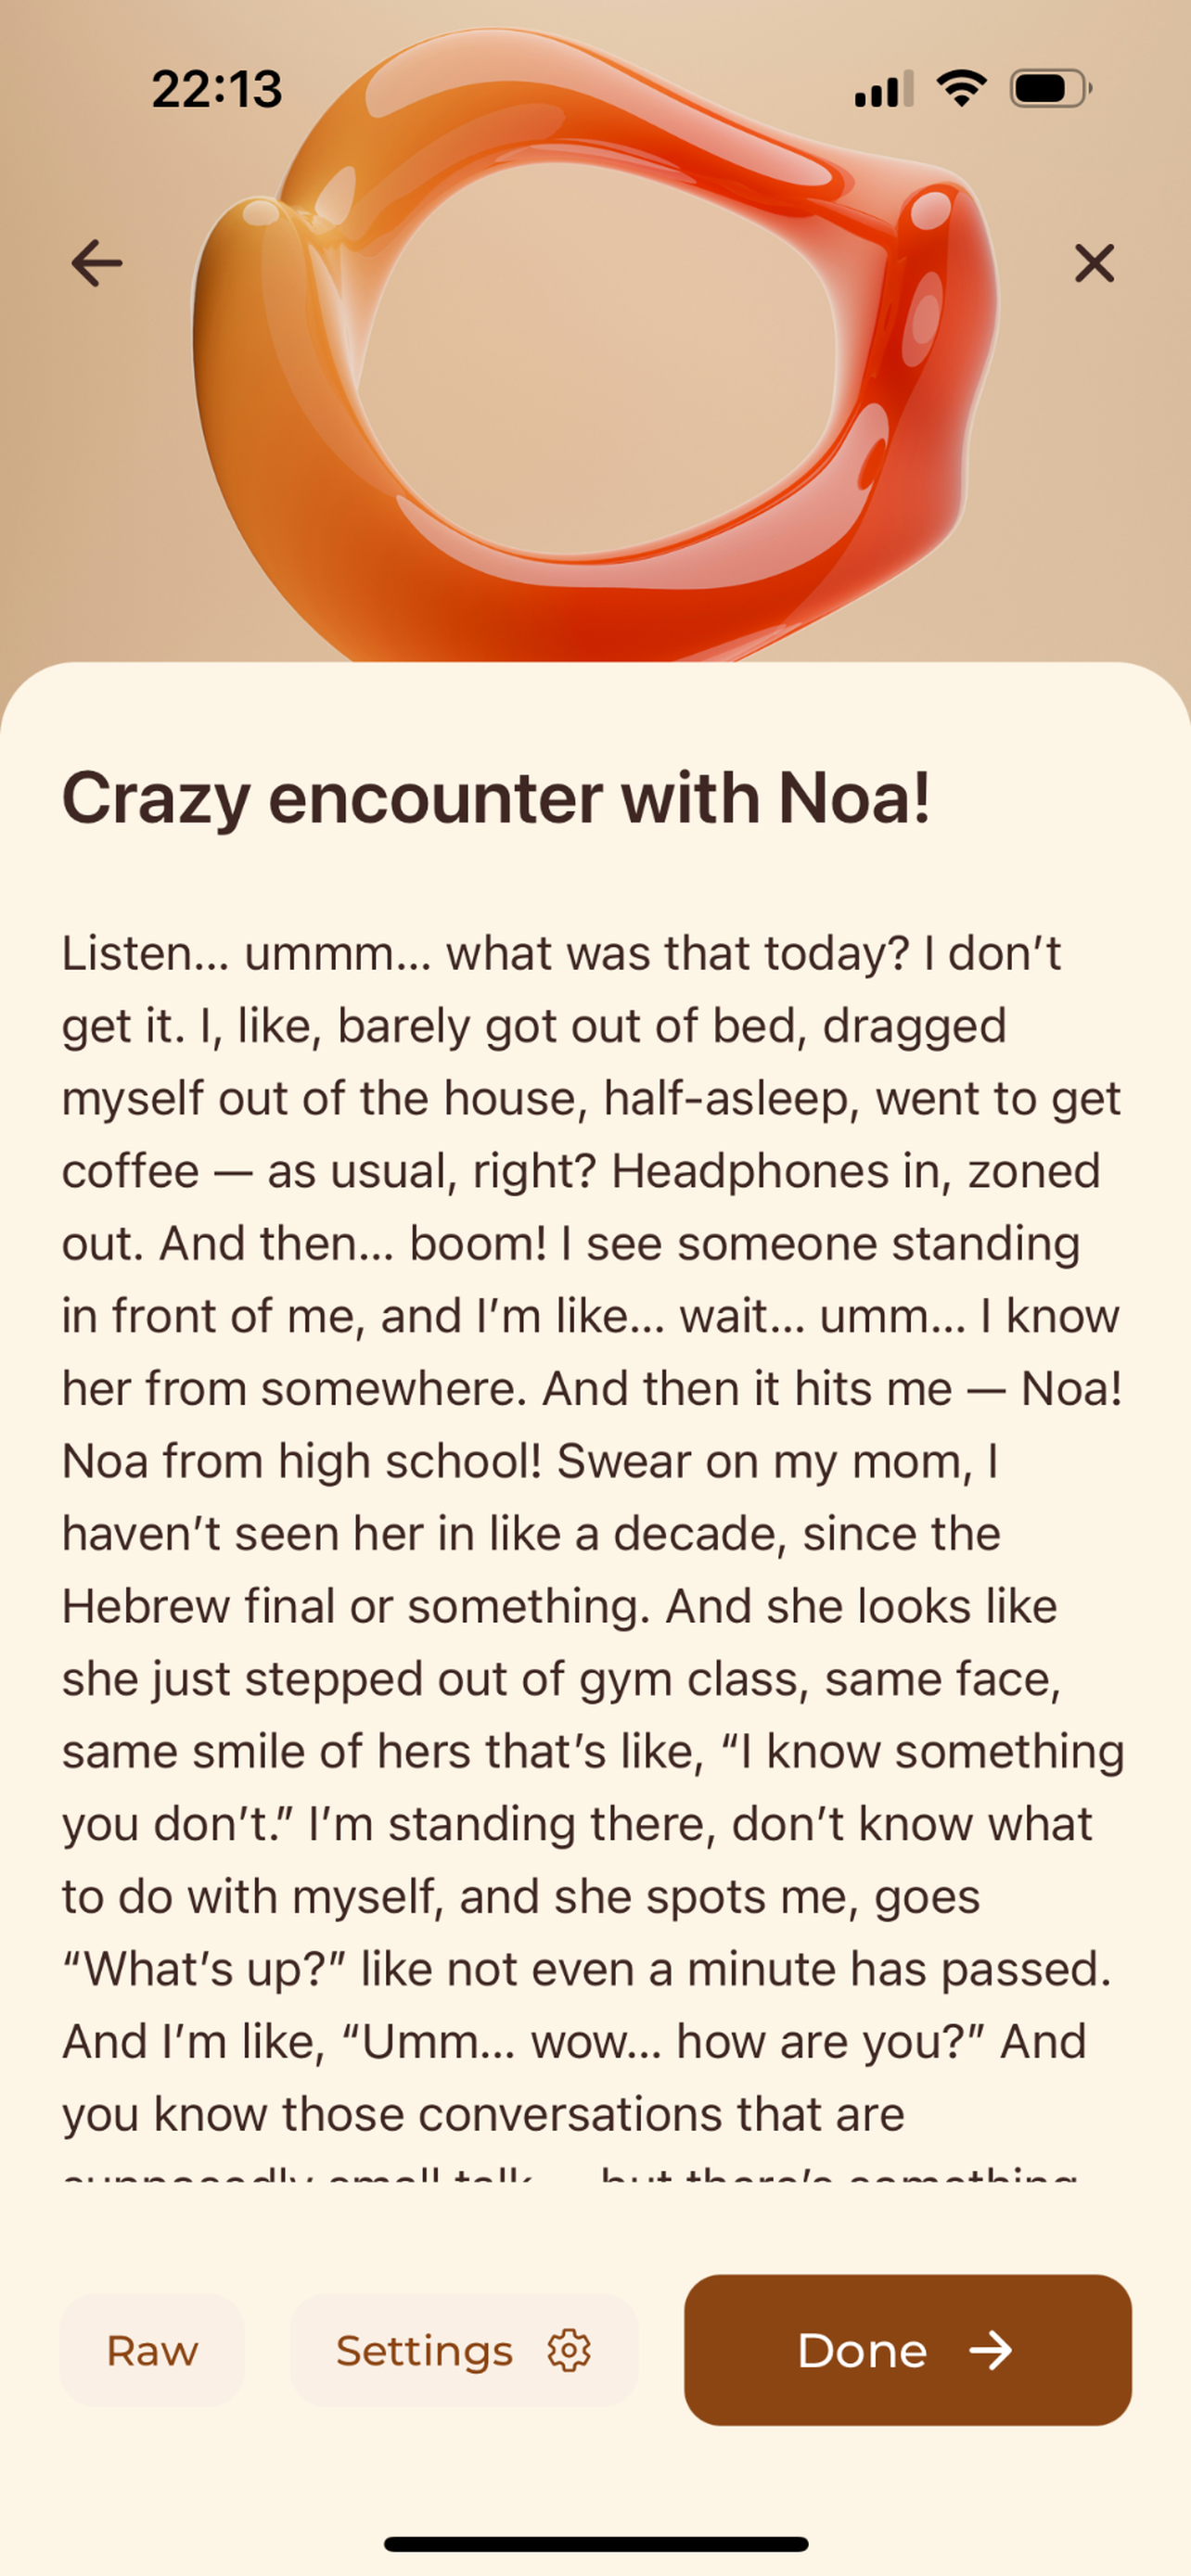 22:13
Crazy encounter with Noa!
Listen... ummm... what was that today? I don’t
get it. I, like, barely got out of bed, dragged
myself out of the house, half-asleep, went to get
coffee — as usual, right? Headphones in, zoned
out. And then... boom! I see someone standing
in front of me, and I’m like... wait... umm... I know
her from somewhere. And then it hits me — Noa!
Noa from high school! Swear on my mom, I
haven’t seen her in like a decade, since the
Hebrew final or something. And she looks like
she just stepped out of gym class, same face,
same smile of hers that’s like, “I know something
you don’t.” I’m standing there, don’t know what
to do with myself, and she spots me, goes
“What’s up?” like not even a minute has passed.
And I’m like, “Umm... wow... how are you?” And
you know those conversations that are
small talk but there’s something
Raw
Settings
Done